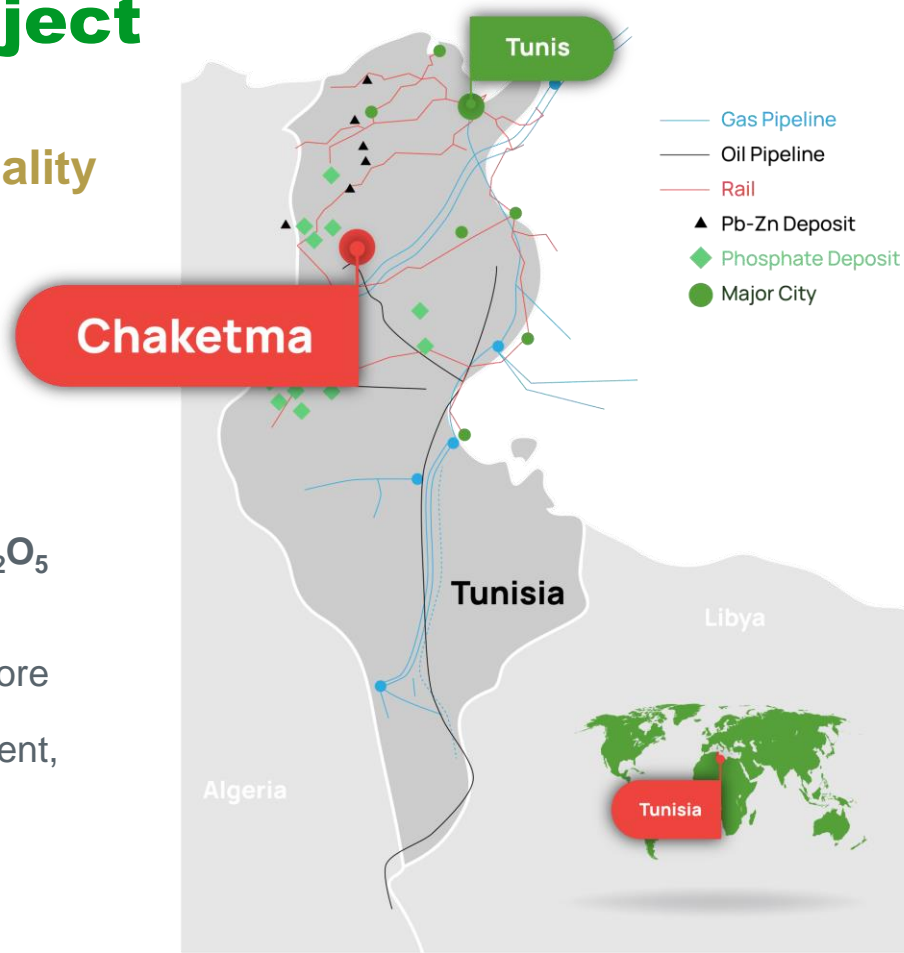 ject
ality
₂O₅
ore
ent,
Tunis
Gas Pipeline
Oil Pipeline
Rail
Pb-Zn Deposit
Phosphate Deposit
Major City
Chaketma
Tunisia
Libya
Algeria
Tunisia